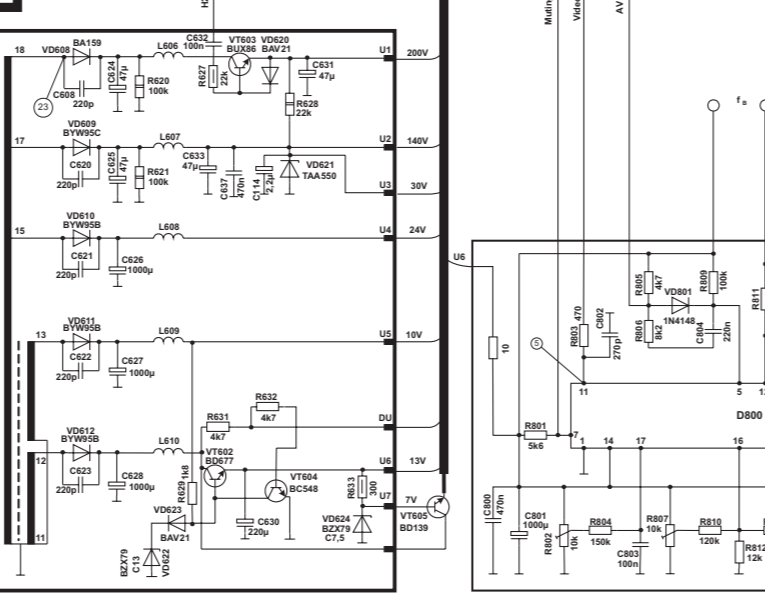 H
Muting
Video
AV
18
VD608
BA159
C624
47µ
C608
220p
R620
100k
L606
C632
100n
VT603
BUX86
VD620
BAV21
R627
22k
C631
47µ
R628
22k
U1
200V
23
17
VD609
BYW95C
C620
220p
C625
47µ
R621
100k
L607
C633
47µ
C637
470n
C114
2,2µ
VD621
TAA550
U2
140V
U3
30V
15
VD610
BYW95B
C621
220p
C626
1000µ
L608
U4
24V
U6
fB
13
VD611
BYW95B
C622
220p
C627
1000µ
L609
U5
10V
R632
4k7
R631
4k7
DU
12
VD612
BYW95B
C623
220p
C628
1000µ
L610
VT602
BD677
R629
1k8
VT604
BC548
R633
300
U6
13V
U7
7V
VT605
BD139
VD623
BAV21
C630
220µ
VD624
BZX79
C7,5
BZX79
C13
VD622
11
10
R805
4k7
R809
100k
VD801
1N4148
R806
8k2
C804
220n
R811
R803
470
C802
270p
5
11
5
12
D800
R801
5k6
7
1
14
17
16
C800
470n
C801
1000µ
R802
10k
R804
150k
C803
100n
R807
10k
R810
120k
R812
12k